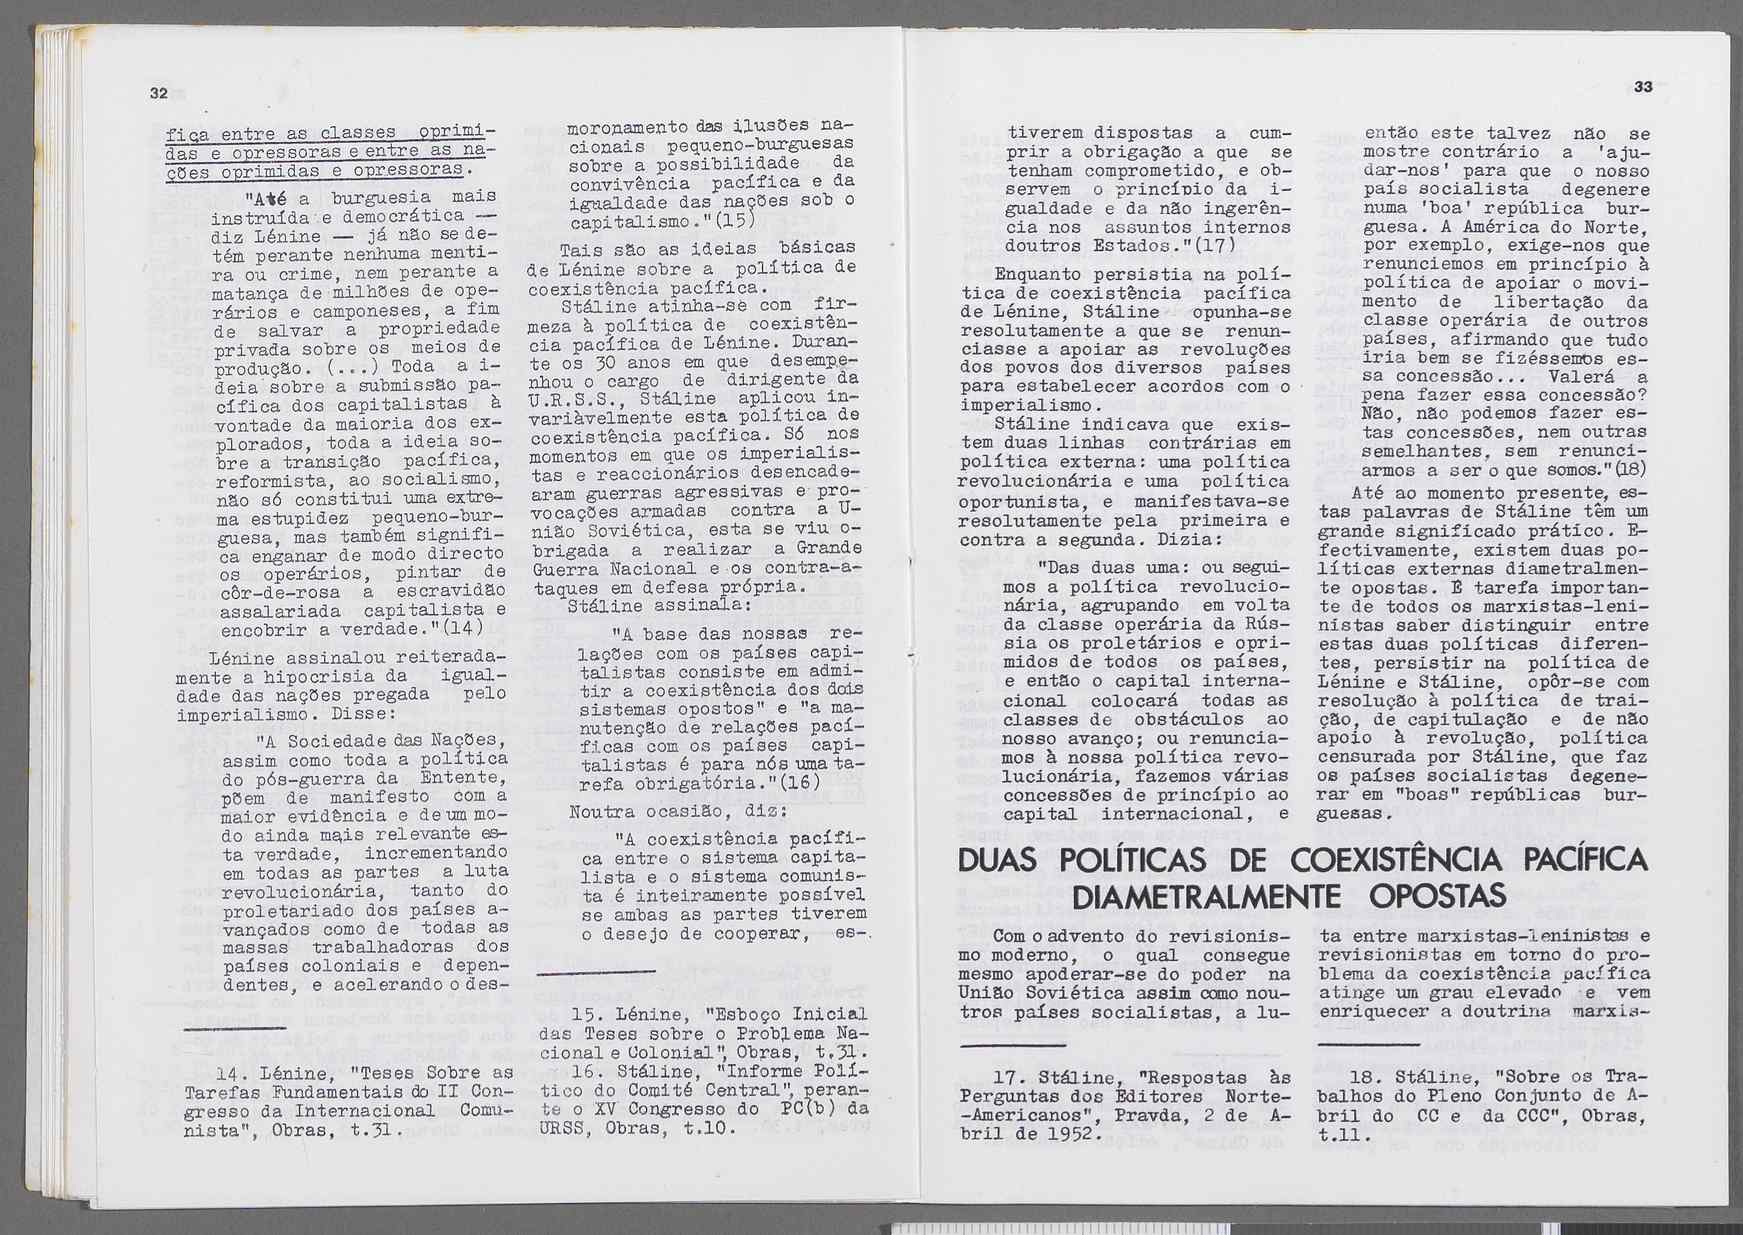 32
fica entre as classes oprimi-
das e opressoras e entre as na-
ções oprimidas e opressoras.
"Até a burguesia mais
instruída e democrática —
diz Lénine — já não se de-
tém perante nenhuma menti-
ra ou crime, nem perante a
matança de milhões de ope-
rários e camponeses, a fim
de salvar a propriedade
privada sobre os meios de
produção. (...) Toda a i-
deia sobre a submissão pa-
cífica dos capitalistas à
vontade da maioria dos ex-
plorados, toda a ideia so-
bre a transição pacífica,
reformista, ao socialismo,
não só constitui uma extre-
ma estupidez pequeno-bur-
guesa, mas também signifi-
ca enganar de modo directo
os operários, pintar de
côr-de-rosa a escravidão
assalariada capitalista e
encobrir a verdade."(14)
Lénine assinalou reiterada-
mente a hipocrisia da igual-
dade das nações pregada pelo
imperialismo. Disse:
"A Sociedade das Nações,
assim como toda a política
do pós-guerra da Entente,
põem de manifesto com a
maior evidência e de um mo-
do ainda mais relevante es-
ta verdade, incrementando
em todas as partes a luta
revolucionária, tanto do
proletariado dos países a-
vançados como de todas as
massas trabalhadoras dos
países coloniais e depen-
dentes, e acelerando o des-
14. Lénine, "Teses Sobre as
Tarefas Fundamentais do II Con-
gresso da Internacional Comu-
nista", Obras, t.31.
moronamento das ilusões na-
cionais pequeno-burguesas
sobre a possibilidade da
convivência pacífica e da
igualdade das nações sob o
capitalismo."(15)
Tais são as ideias básicas
de Lénine sobre a política de
coexistência pacífica.
Stáline atinha-se com fir-
meza à política de coexistên-
cia pacífica de Lénine. Duran-
te os 30 anos em que desempe-
nhou o cargo de dirigente da
U.R.S.S., Stáline aplicou in-
variàvelmente esta política de
coexistência pacífica. Só nos
momentos em que os imperialis-
tas e reaccionários desencade-
aram guerras agressivas e pro-
vocações armadas contra a U-
nião Soviética, esta se viu o-
brigada a realizar a Grande
Guerra Nacional e os contra-a-
taques em defesa própria.
Stáline assinala:
"A base das nossas re-
lações com os países capi-
talistas consiste em admi-
tir a coexistência dos dois
sistemas opostos" e "a ma-
nutenção de relações pací-
ficas com os países capi-
talistas é para nós uma ta-
refa obrigatória."(16)
Noutra ocasião, diz:
"A coexistência pacífi-
ca entre o sistema capita-
lista e o sistema comunis-
ta é inteiramente possível
se ambas as partes tiverem
o desejo de cooperar, es-
15. Lénine, "Esboço Inicial
das Teses sobre o Problema Na-
cional e Colonial", Obras, t.31.
16. Stáline, "Informe Polí-
tico do Comité Central", peran-
te o XV Congresso do PC(b) da
URSS, Obras, t.10.
33
tiverem dispostas a cum-
prir a obrigação a que se
tenham comprometido, e ob-
servem o princípio da i-
gualdade e da não ingerên-
cia nos assuntos internos
doutros Estados."(17)
Enquanto persistia na polí-
tica de coexistência pacífica
de Lénine, Stáline opunha-se
resolutamente a que se renun-
ciasse a apoiar as revoluções
dos povos dos diversos países
para estabelecer acordos com o
imperialismo.
Stáline indicava que exis-
tem duas linhas contrárias em
política externa: uma política
revolucionária e uma política
oportunista, e manifestava-se
resolutamente pela primeira e
contra a segunda. Dizia:
"Das duas uma: ou segui-
mos a política revolucio-
nária, agrupando em volta
da classe operária da Rús-
sia os proletários e opri-
midos de todos os países,
e então o capital interna-
cional colocará todas as
classes de obstáculos ao
nosso avanço; ou renuncia-
mos à nossa política revo-
lucionária, fazemos várias
concessões de princípio ao
capital internacional, e
então este talvez não se
mostre contrário a 'aju-
dar-nos' para que o nosso
país socialista degenere
numa 'boa' república bur-
guesa. A América do Norte,
por exemplo, exige-nos que
renunciemos em princípio à
política de apoiar o movi-
mento de libertação da
classe operária de outros
países, afirmando que tudo
iria bem se fizéssemos es-
sa concessão... Valerá a
pena fazer essa concessão?
Não, não podemos fazer es-
tas concessões, nem outras
semelhantes, sem renunci-
armos a ser o que somos."(18)
Até ao momento presente, es-
tas palavras de Stáline têm um
grande significado prático. E-
fectivamente, existem duas po-
líticas externas diametralmen-
te opostas. É tarefa importan-
te de todos os marxistas-leni-
nistas saber distinguir entre
estas duas políticas diferen-
tes, persistir na política de
Lénine e Stáline, opôr-se com
resolução à política de trai-
ção, de capitulação e de não
apoio à revolução, política
censurada por Stáline, que faz
os países socialistas degene-
rar em "boas" repúblicas bur-
guesas.
DUAS POLÍTICAS DE COEXISTÊNCIA PACÍFICA
DIAMETRALMENTE OPOSTAS
Com o advento do revisionis-
mo moderno, o qual consegue
mesmo apoderar-se do poder na
União Soviética assim como nou-
tros países socialistas, a lu-
ta entre marxistas-leninistas e
revisionistas em torno do pro-
blema da coexistência pacífica
atinge um grau elevado e vem
enriquecer a doutrina marxis-
17. Stáline, "Respostas às
Perguntas dos Editores Norte-
-Americanos", Pravda, 2 de A-
bril de 1952.
18. Stáline, "Sobre os Tra-
balhos do Pleno Conjunto de A-
bril do CC e da CCC", Obras,
t.11.